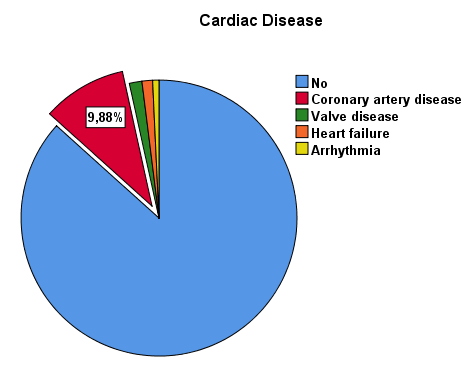 Cardiac Disease
No
Coronary artery disease
Valve disease
Heart failure
Arrhythmia
9,88%